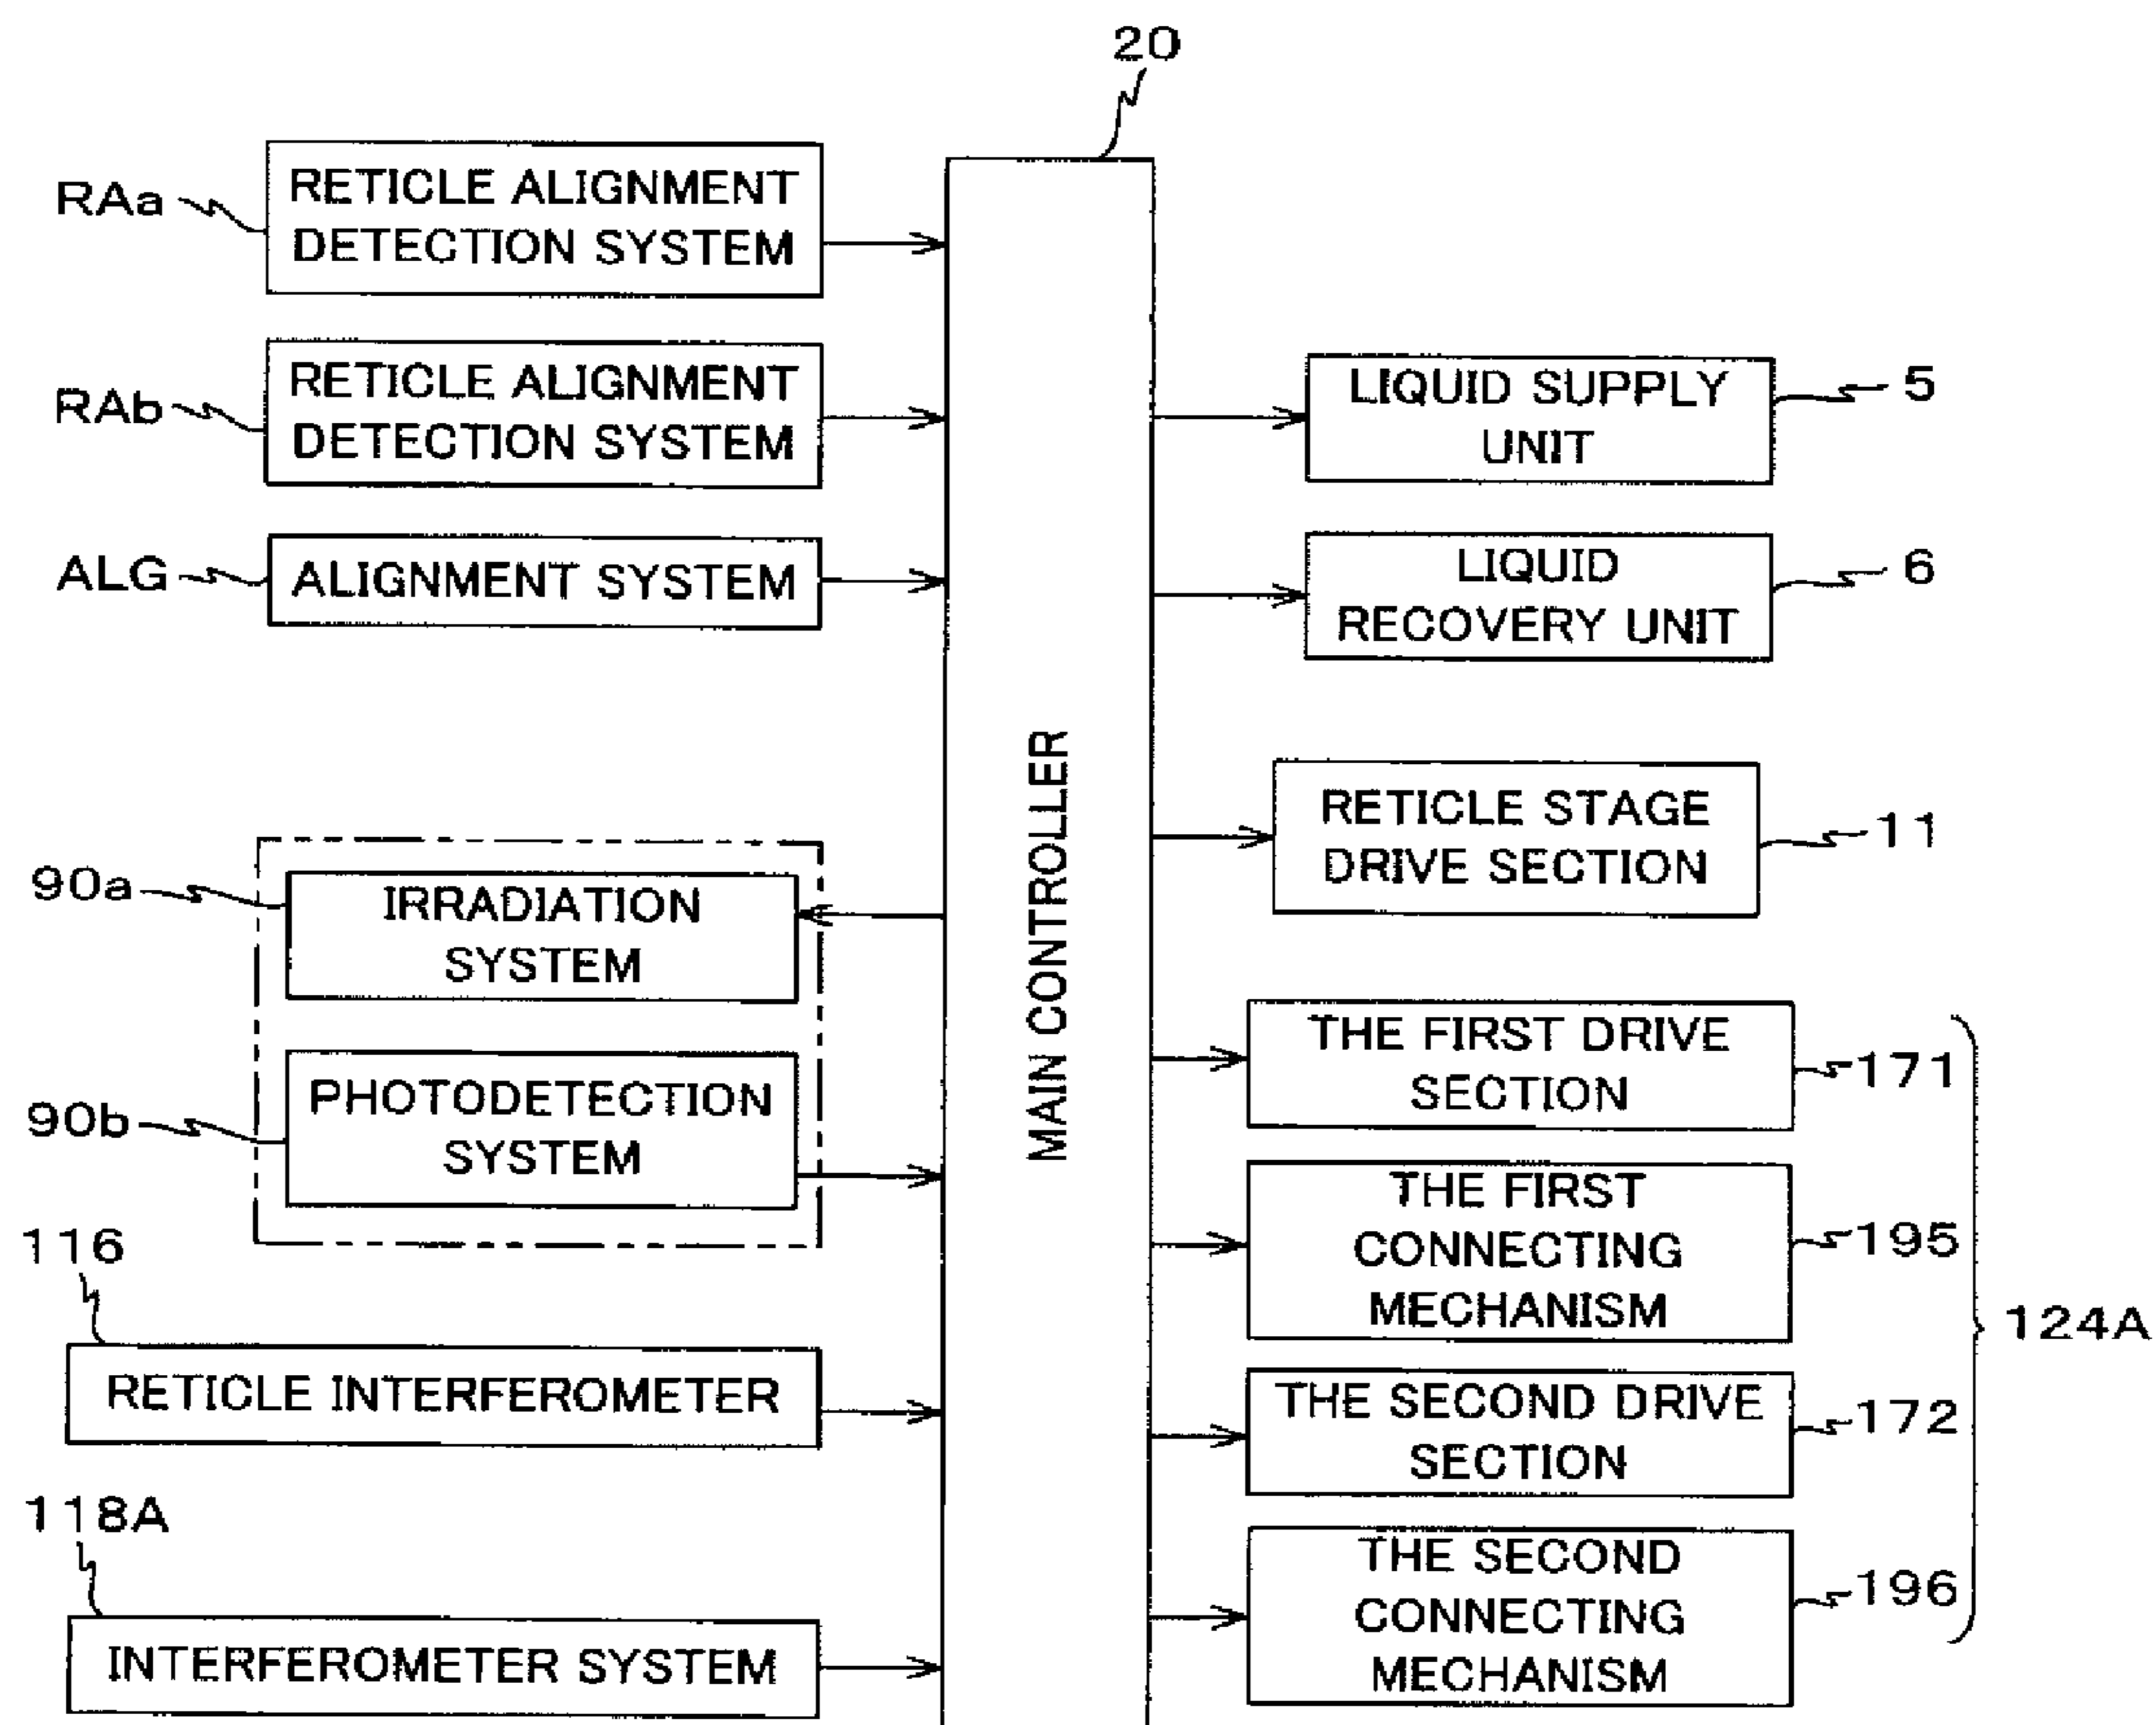 20
RAa
RETICLE ALIGNMENT
DETECTION SYSTEM
RAb
RETICLE ALIGNMENT
DETECTION SYSTEM
ALG
ALIGNMENT SYSTEM
90a
IRRADIATION
SYSTEM
90b
PHOTODETECTION
SYSTEM
116
RETICLE INTERFEROMETER
118A
INTERFEROMETER SYSTEM
MAIN CONTROLLER
LIQUID SUPPLY
UNIT
5
LIQUID
RECOVERY UNIT
6
RETICLE STAGE
DRIVE SECTION
11
THE FIRST DRIVE
SECTION
171
THE FIRST
CONNECTING
MECHANISM
195
THE SECOND DRIVE
SECTION
172
THE SECOND
CONNECTING
MECHANISM
196
124A